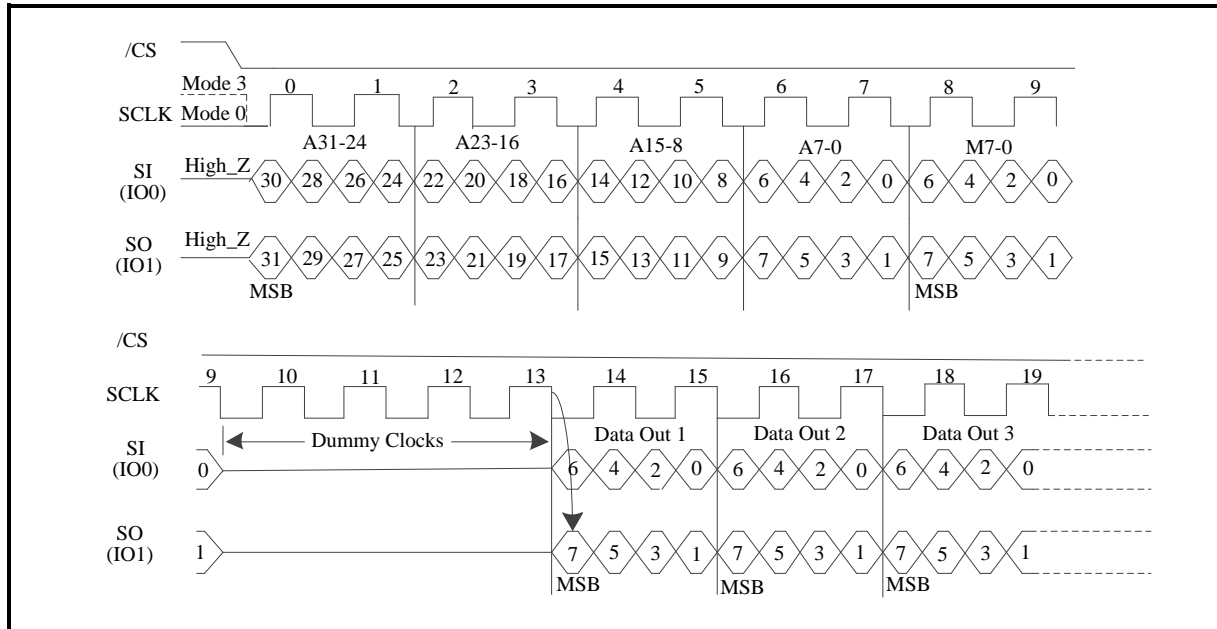 /CS
Mode 3 0 1 2 3 4 5 6 7 8 9
SCLK Mode 0
A31-24 A23-16 A15-8 A7-0 M7-0
SI High_Z 30 28 26 24 22 20 18 16 14 12 10 8 6 4 2 0 6 4 2 0
(IO0)
SO High_Z 31 29 27 25 23 21 19 17 15 13 11 9 7 5 3 1 7 5 3 1
(IO1)
MSB MSB
/CS
SCLK 9 10 11 12 13 14 15 16 17 18 19
Dummy Clocks Data Out 1 Data Out 2 Data Out 3
SI 0 6 4 2 0 6 4 2 0 6 4 2 0
(IO0)
SO 1 7 5 3 1 7 5 3 1 7 5 3 1
(IO1)
MSB MSB MSB